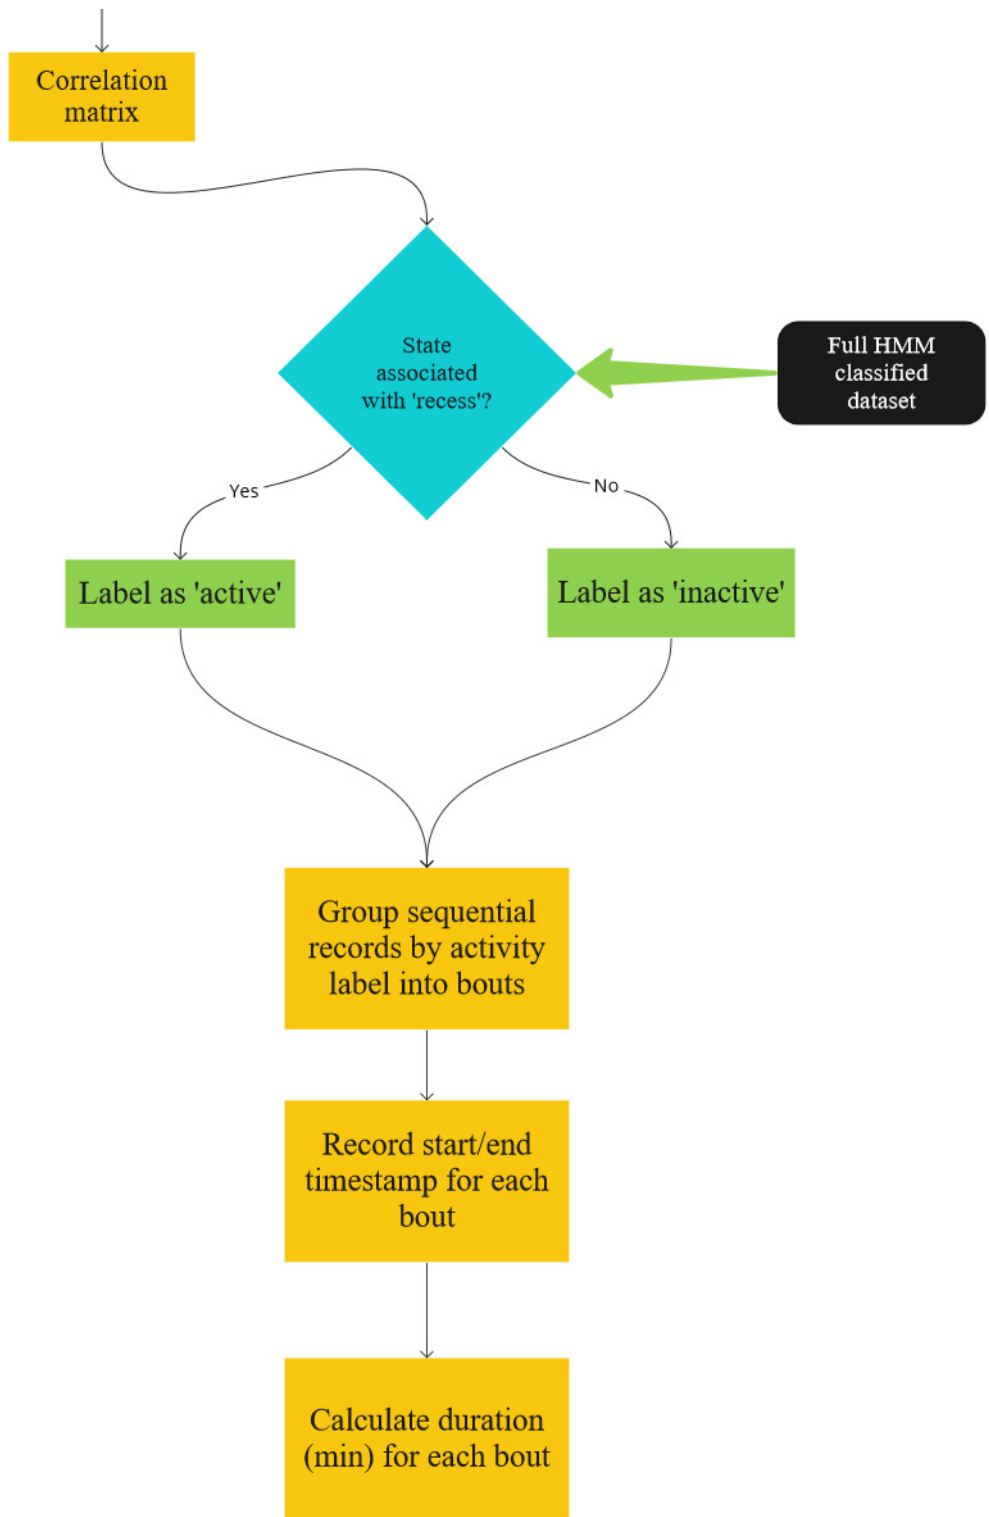 Correlation
matrix
State
associated
with 'recess'?
Full HMM
classified
dataset
Yes
No
Label as 'active'
Label as 'inactive'
Group sequential
records by activity
label into bouts
Record start/end
timestamp for each
bout
Calculate duration
(min) for each bout